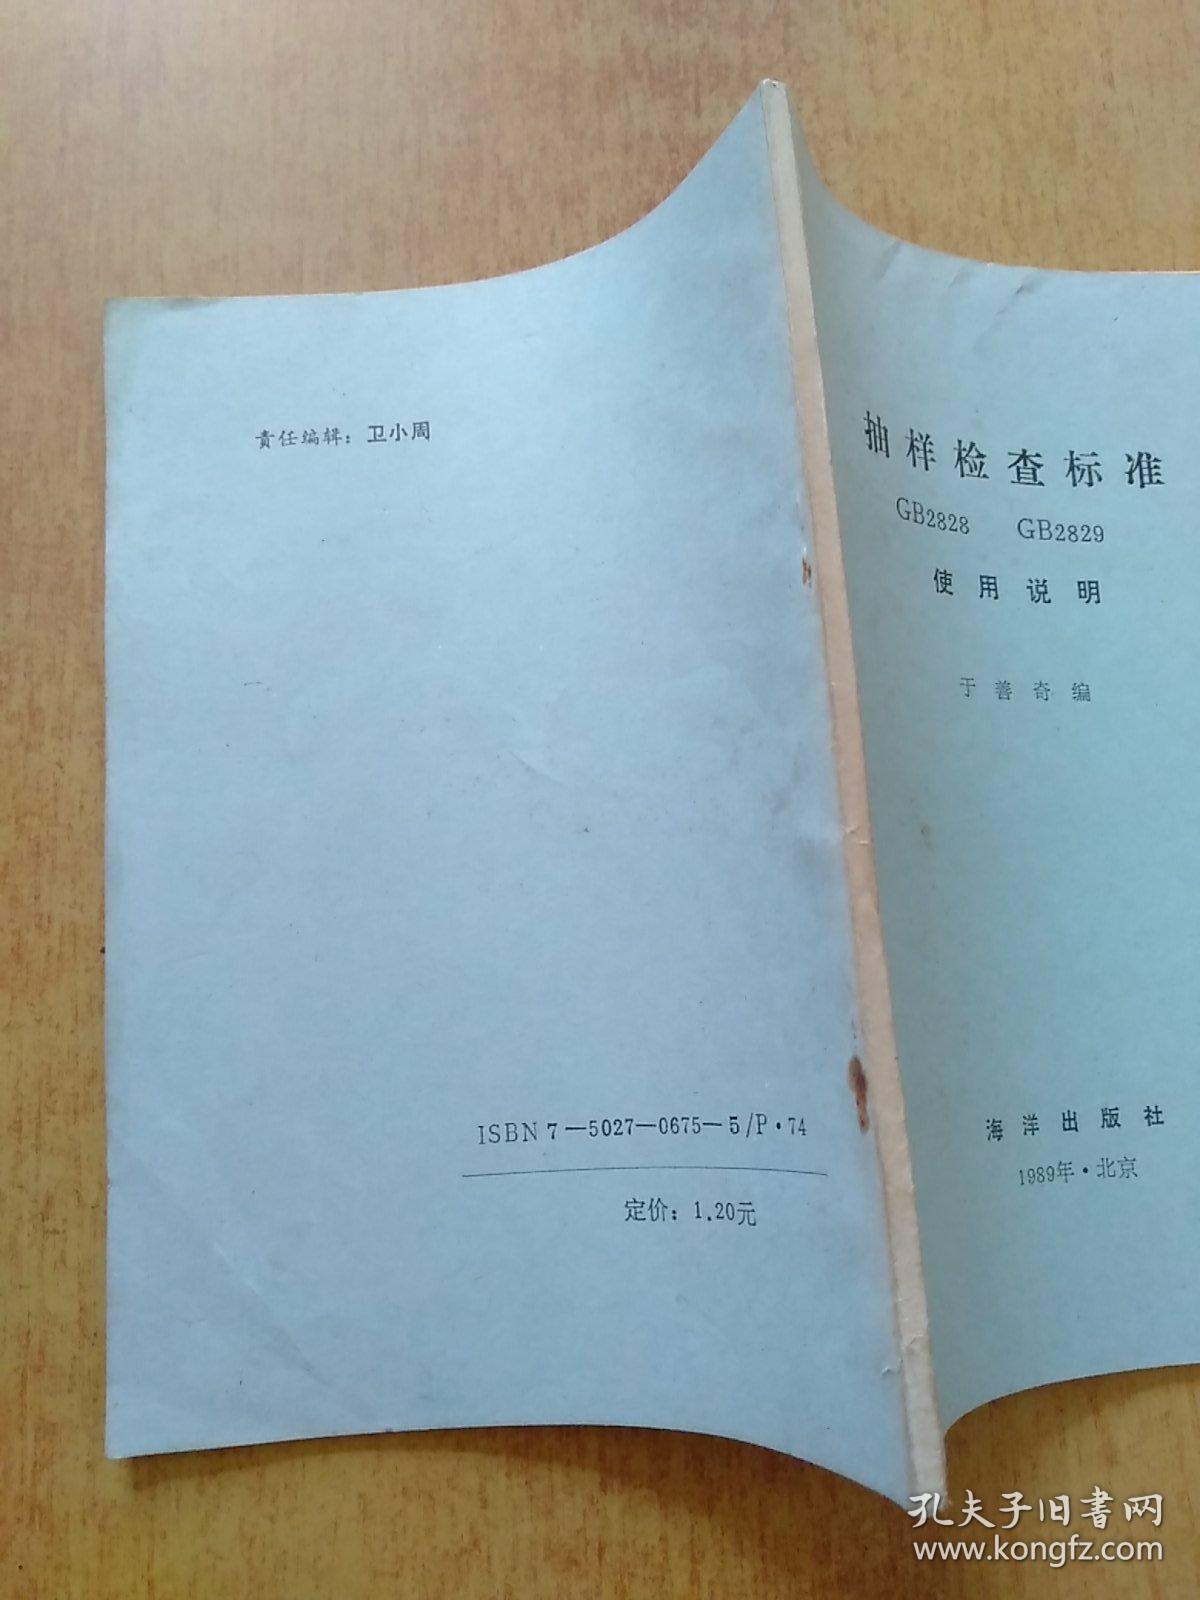 责任编辑：卫小周
ISBN 7—5027—0675—5/P·74
定价：1.20元
抽样检查标准
GB2828 GB2829
使用说明
于善奇编
海洋出版社
1989年·北京
孔夫子旧书网
www.kongfz.com